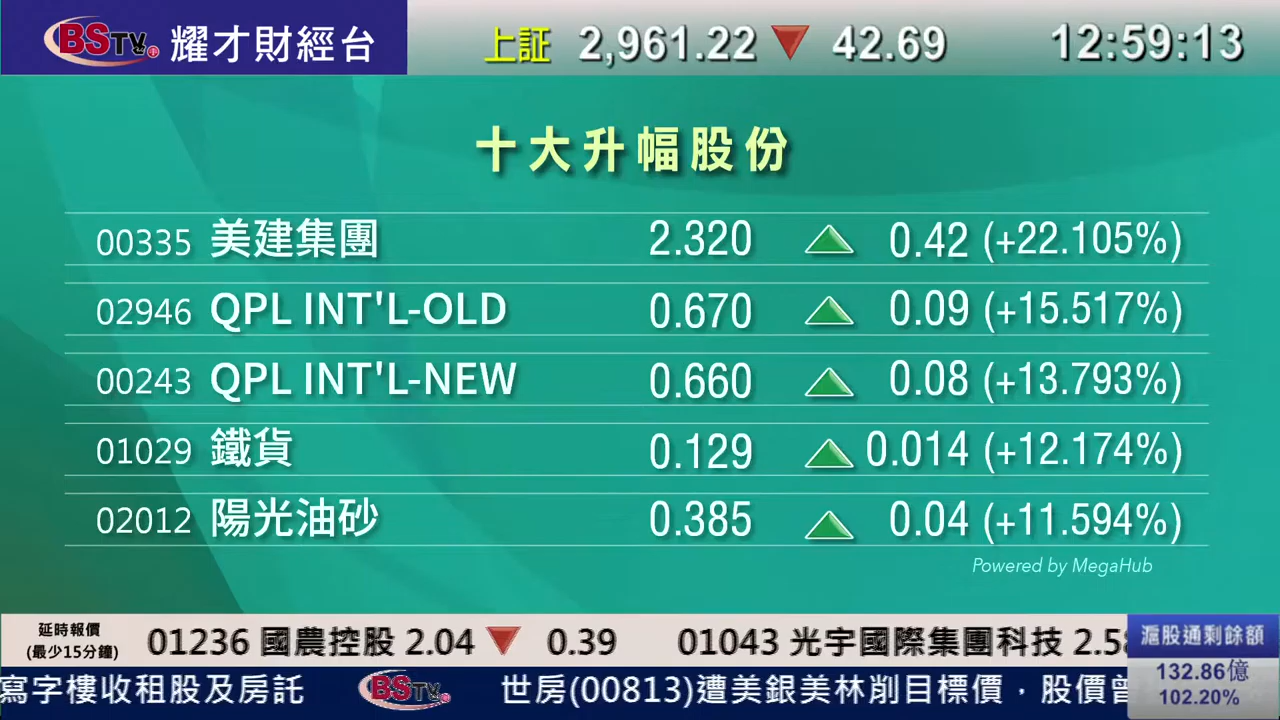 BSTV 耀才財經台 上証 2,961.22 ▼ 42.69 12:59:13
十大升幅股份
00335 美建集團 2.320 ▲ 0.42 (+22.105%)
02946 QPL INT'L-OLD 0.670 ▲ 0.09 (+15.517%)
00243 QPL INT'L-NEW 0.660 ▲ 0.08 (+13.793%)
01029 鐵貨 0.129 ▲ 0.014 (+12.174%)
02012 陽光油砂 0.385 ▲ 0.04 (+11.594%)
Powered by MegaHub
延時報價
(最少15分鐘)
01236 國農控股 2.04 ▼ 0.39 01043 光宇國際集團科技 2.58
滬股通剩餘額
132.86億
102.20%
寫字樓收租股及房託 BSTV 世房(00813)遭美銀美林削目標價，股價曾